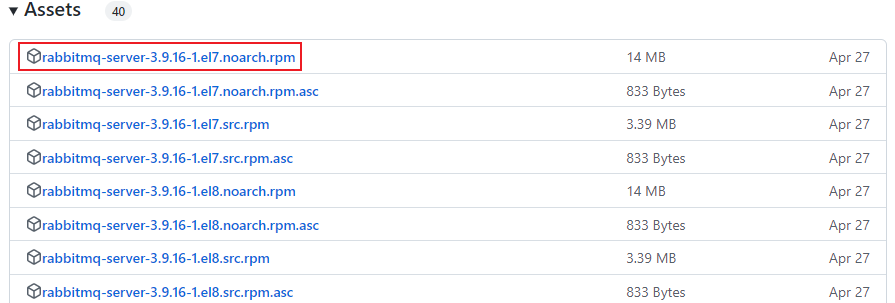 Assets 40
rabbitmq-server-3.9.16-1.el7.noarch.rpm 14 MB Apr 27
rabbitmq-server-3.9.16-1.el7.noarch.rpm.asc 833 Bytes Apr 27
rabbitmq-server-3.9.16-1.el7.src.rpm 3.39 MB Apr 27
rabbitmq-server-3.9.16-1.el7.src.rpm.asc 833 Bytes Apr 27
rabbitmq-server-3.9.16-1.el8.noarch.rpm 14 MB Apr 27
rabbitmq-server-3.9.16-1.el8.noarch.rpm.asc 833 Bytes Apr 27
rabbitmq-server-3.9.16-1.el8.src.rpm 3.39 MB Apr 27
rabbitmq-server-3.9.16-1.el8.src.rpm.asc 833 Bytes Apr 27